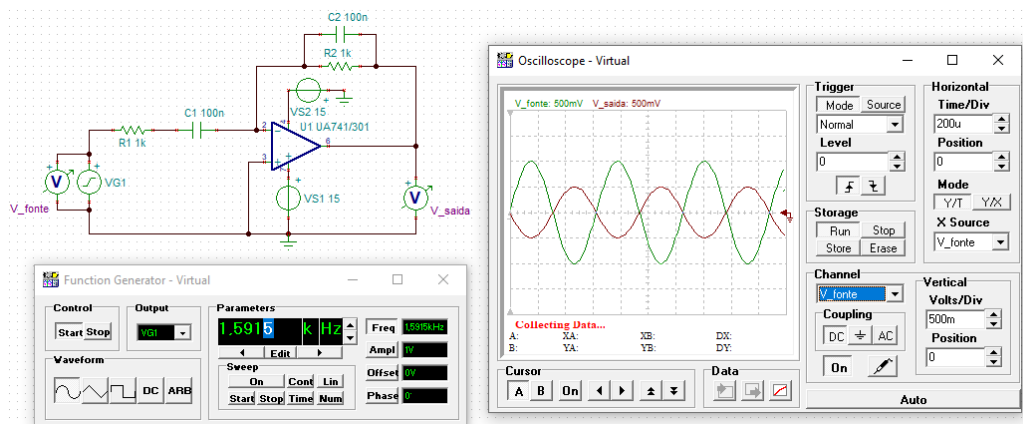 C2 100n
R2 1k
VS2 15
C1 100n
U1 UA741/301
R1 1k
2
4
6
3
7
VG1
VS1 15
V
V_fonte
V
V_saida
Function Generator - Virtual
Control
Start Stop
Output
VG1
Waveform
DC ARB
Parameters
1,5915 k Hz
Edit
Sweep
On Cont Lin
Start Stop Time Num
Freq 1,5915kHz
Ampl 1V
Offset 0V
Phase 0
Oscilloscope - Virtual
V_fonte: 500mV V_saida: 500mV
Collecting Data...
A: XA: XB: DX:
B: YA: YB: DY:
Cursor
A B On
Data
Trigger
Mode Source
Normal
Level
0
Storage
Run Stop
Store Erase
Channel
V_fonte
Coupling
DC AC
On
Horizontal
Time/Div
200u
Position
0
Mode
Y/T Y/X
X Source
V_fonte
Vertical
Volts/Div
500m
Position
0
Auto